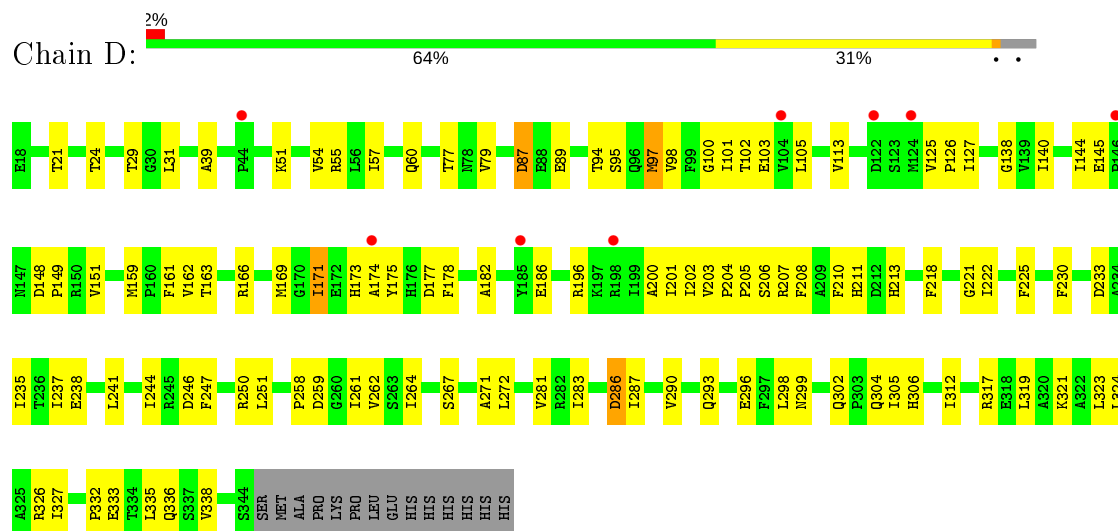 2%
Chain D:
64% 31% • •
E18 T21 T24 T29 G30 L31 A39 P44 K51 V54 R55 L56 I57 Q60 T77 N78 V79 D87 E88 E89 T94 S95 Q96 M97 V98 F99 G100 I101 T102 E103 V104 L105 V113 D122 S123 M124 V125 P126 I127 G138 V139 I140 I144 E145 P146
N147 D148 P149 R150 V151 M159 P160 F161 V162 T163 R166 M169 G170 I171 E172 H173 A174 Y175 H176 D177 F178 A182 Y185 E186 R196 K197 R198 I199 A200 I201 I202 V203 P204 P205 S206 R207 F208 A209 F210 H211 D212 H213 F218 G221 I222 F225 F230 D233 A234
I235 T236 I237 E238 L241 I244 R245 D246 F247 R250 L251 P258 D259 G260 I261 V262 S263 I264 S267 A271 L272 V281 R282 I283 D286 I287 V290 Q293 E296 F297 L298 N299 Q302 P303 Q304 I305 H306 I312 R317 E318 L319 A320 K321 A322 L323 L324
A325 R326 I327 P332 E333 T334 L335 Q336 S337 V338 S344 SER MET ALA PRO LYS PRO LEU GLU HIS HIS HIS HIS HIS HIS